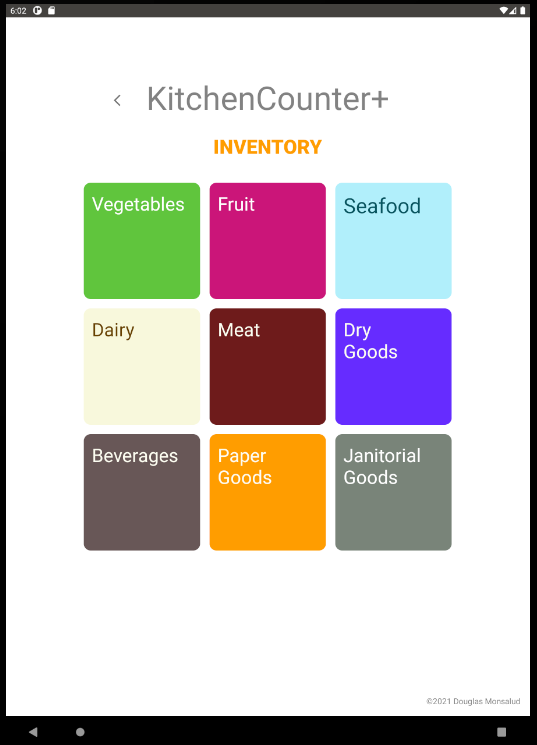 6:02
KitchenCounter+
INVENTORY
Vegetables
Fruit
Seafood
Dairy
Meat
Dry
Goods
Beverages
Paper
Goods
Janitorial
Goods
©2021 Douglas Monsalud